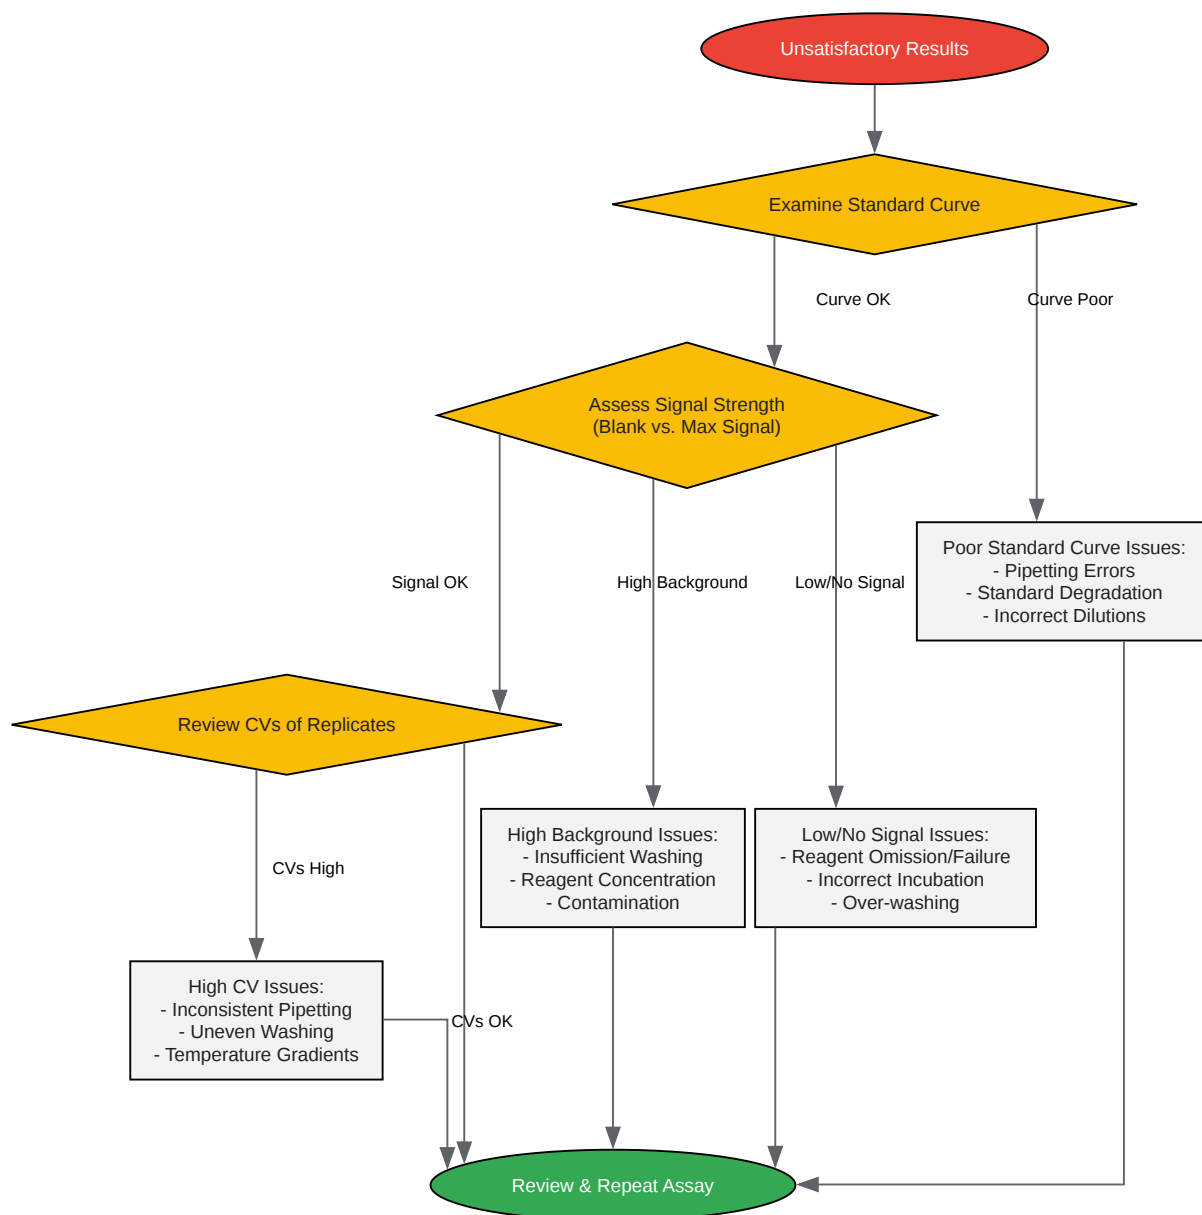 Unsatisfactory Results
Examine Standard Curve
Curve OK
Curve Poor
Assess Signal Strength
(Blank vs. Max Signal)
Poor Standard Curve Issues:
- Pipetting Errors
- Standard Degradation
- Incorrect Dilutions
Signal OK
High Background
Low/No Signal
Review CVs of Replicates
High Background Issues:
- Insufficient Washing
- Reagent Concentration
- Contamination
Low/No Signal Issues:
- Reagent Omission/Failure
- Incorrect Incubation
- Over-washing
CVs High
High CV Issues:
- Inconsistent Pipetting
- Uneven Washing
- Temperature Gradients
CVs OK
Review & Repeat Assay